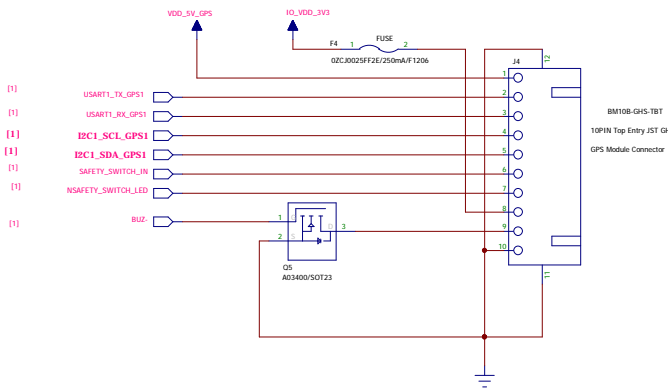 VDD_5V_GPS
IO_VDD_3V3
F4 1 FUSE 2
0ZCJ0025FF2E/250mA/F1206
J4
12
[1] USART1_TX_GPS1
[1] USART1_RX_GPS1
[1] I2C1_SCL_GPS1
[1] I2C1_SDA_GPS1
[1] SAFETY_SWITCH_IN
[1] NSAFETY_SWITCH_LED
[1] BUZ-
1
2
3
4
5
6
7
8
9
10
11
BM10B-GHS-TBT
10PIN Top Entry JST GH
GPS Module Connector
1 G
2 S
D 3
Q5
AO3400/SOT23